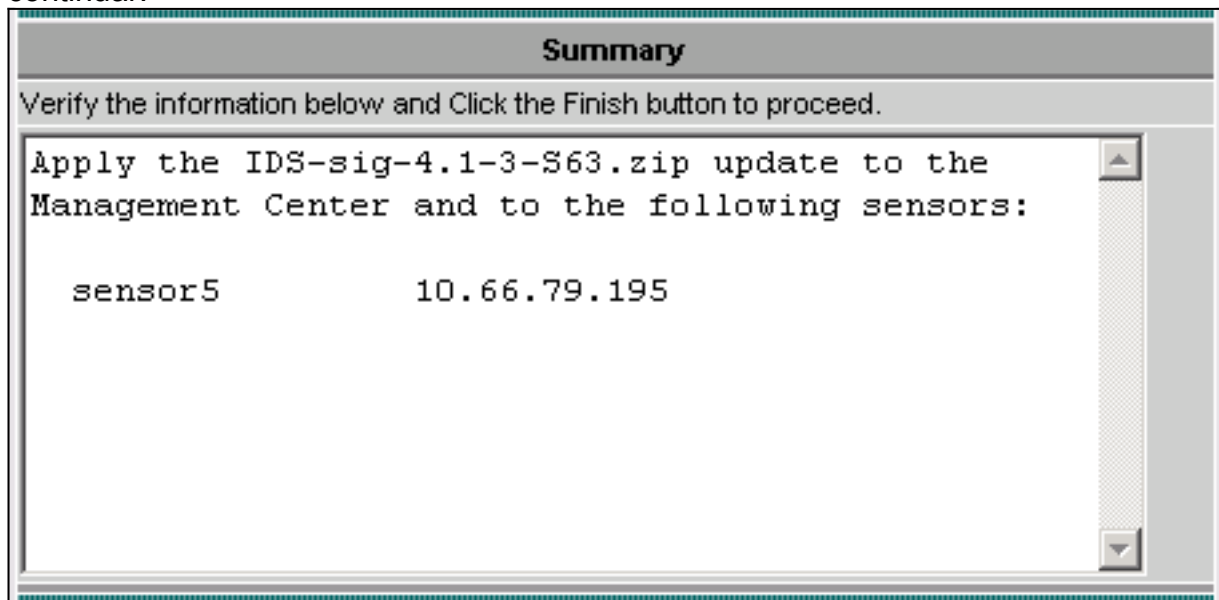 continuar.
Summary
Verify the information below and Click the Finish button to proceed.
Apply the IDS-sig-4.1-3-S63.zip update to the
Management Center and to the following sensors:
sensor5 10.66.79.195